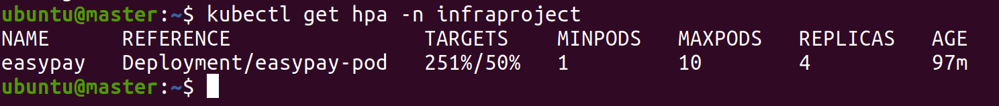 ubuntu@master:~$ kubectl get hpa -n infraproject
NAME REFERENCE TARGETS MINPODS MAXPODS REPLICAS AGE
easypay Deployment/easypay-pod 251%/50% 1 10 4 97m
ubuntu@master:~$